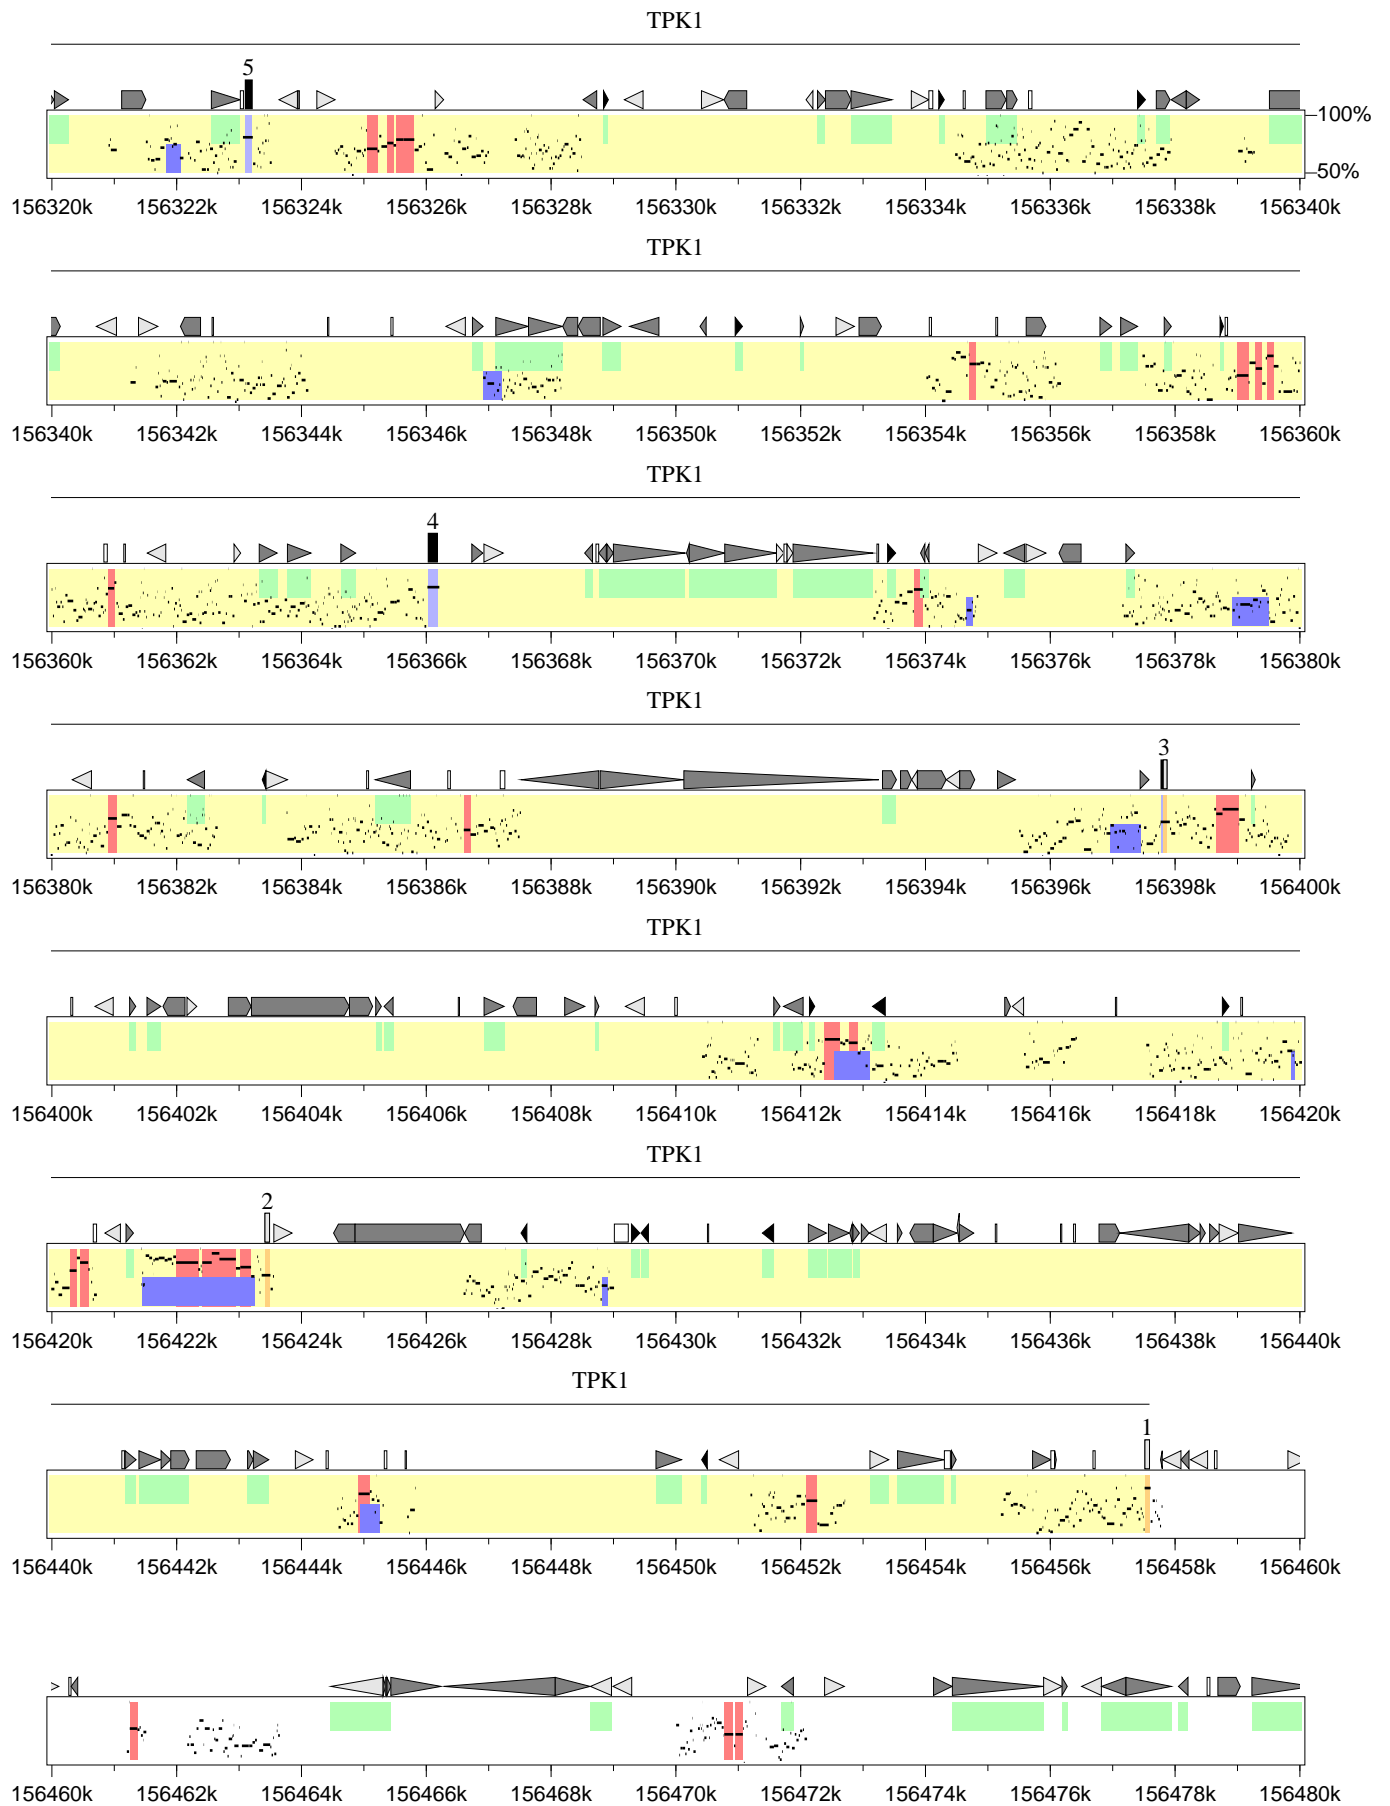 TPK1
5
100%
50%
156320k 156322k 156324k 156326k 156328k 156330k 156332k 156334k 156336k 156338k 156340k
TPK1
156340k 156342k 156344k 156346k 156348k 156350k 156352k 156354k 156356k 156358k 156360k
TPK1
4
156360k 156362k 156364k 156366k 156368k 156370k 156372k 156374k 156376k 156378k 156380k
TPK1
3
156380k 156382k 156384k 156386k 156388k 156390k 156392k 156394k 156396k 156398k 156400k
TPK1
156400k 156402k 156404k 156406k 156408k 156410k 156412k 156414k 156416k 156418k 156420k
TPK1
2
156420k 156422k 156424k 156426k 156428k 156430k 156432k 156434k 156436k 156438k 156440k
TPK1
1
156440k 156442k 156444k 156446k 156448k 156450k 156452k 156454k 156456k 156458k 156460k
156460k 156462k 156464k 156466k 156468k 156470k 156472k 156474k 156476k 156478k 156480k